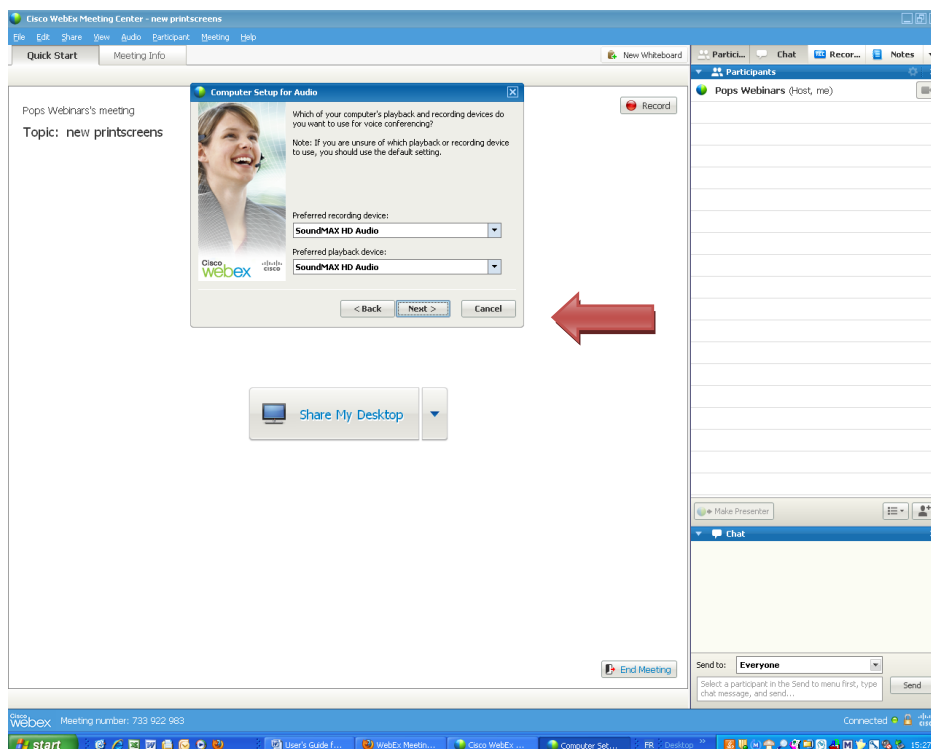 Cisco WebEx Meeting Center - new printscreens
File Edit Share View Audio Participant Meeting Help
Quick Start Meeting Info New Whiteboard
Partici... Chat Recor... Notes
Participants
Pops Webinars (Host, me)
Pops Webinars's meeting
Topic: new printscreens
Record
Computer Setup for Audio
Which of your computer's playback and recording devices do
you want to use for voice conferencing?
Note: If you are unsure of which playback or recording device
to use, you should use the default setting.
Preferred recording device:
SoundMAX HD Audio
Preferred playback device:
SoundMAX HD Audio
Cisco
webex
cisco
< Back Next > Cancel
Share My Desktop
Make Presenter
Chat
End Meeting
Send to: Everyone
Select a participant in the Send to menu first, type
chat message, and send...
Send
Cisco
webex Meeting number: 733 922 983 Connected
start User's Guide f... WebEx Meetin... Cisco WebEx ... Computer Set... FR Desktop 15:27